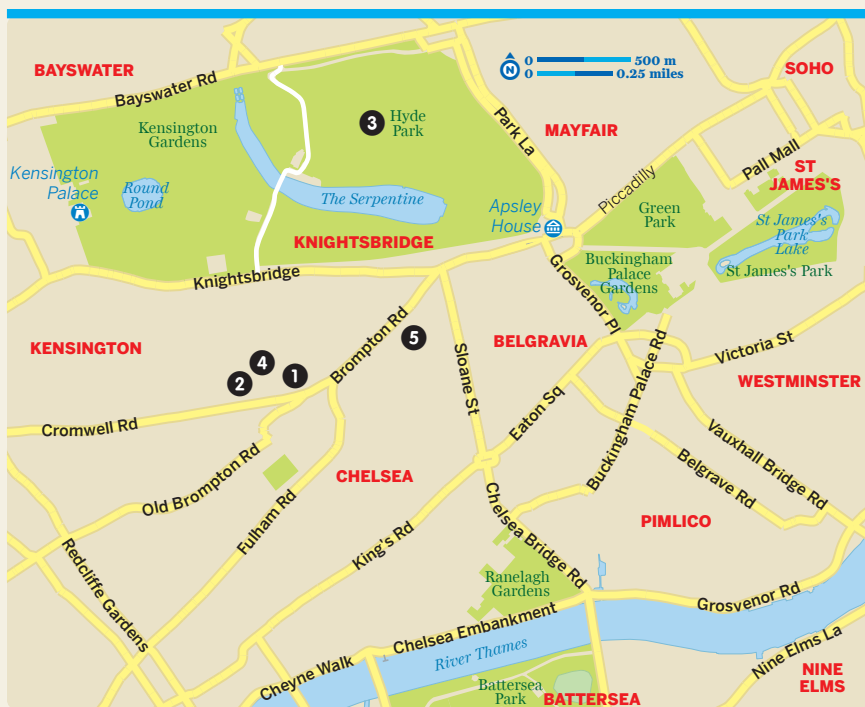 BAYSWATER
Bayswater Rd
N
0
500 m
0
0.25 miles
SOHO
Kensington
Gardens
3
Hyde
Park
Park La
MAYFAIR
Pall Mall
ST
JAMES'S
Kensington
Palace
Round
Pond
The Serpentine
Apsley
House
Piccadilly
Green
Park
St James's
Park
Lake
KNIGHTSBRIDGE
Knightsbridge
Grosvenor Pl
Buckingham
Palace
Gardens
St James's Park
KENSINGTON
Brompton Rd
5
4
2
1
Sloane St
BELGRAVIA
Victoria St
WESTMINSTER
Cromwell Rd
Eaton Sq
Buckingham Palace Rd
Old Brompton Rd
CHELSEA
Belgrave Rd
Vauxhall Bridge Rd
Fulham Rd
King's Rd
Chelsea Bridge Rd
PIMLICO
Redcliffe Gardens
Ranelagh
Gardens
Grosvenor Rd
Chelsea Embankment
River Thames
Cheyne Walk
Nine Elms La
Battersea
Park
BATTERSEA
NINE
ELMS